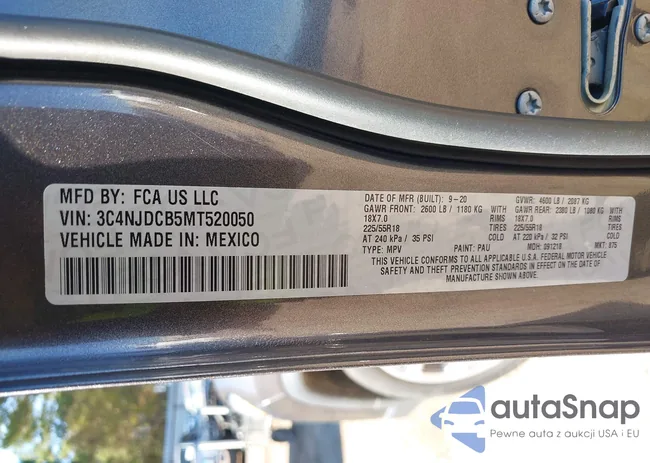 MFD BY: FCA US LLC
VIN: 3C4NJDCB5MT520050
VEHICLE MADE IN: MEXICO
DATE OF MFR (BUILT): 9-20 GVWR: 4600 LB / 2087 KG
GAWR FRONT: 2600 LB / 1180 KG GAWR REAR: 2380 LB / 1080 KG
18X7.0 RIMS 18X7.0 RIMS
225/55R18 TIRES 225/55R18 TIRES
AT 240 kPa / 35 PSI AT 220 kPa / 32 PSI
TYPE: MPV PAINT: PAU MDH: 091218 MKT: 875
THIS VEHICLE CONFORMS TO ALL APPLICABLE U.S.A. FEDERAL MOTOR VEHICLE
SAFETY AND THEFT PREVENTION STANDARDS IN EFFECT ON DATE OF
MANUFACTURE SHOWN ABOVE.
autaSnap
Pewne auta z aukcji USA i EU